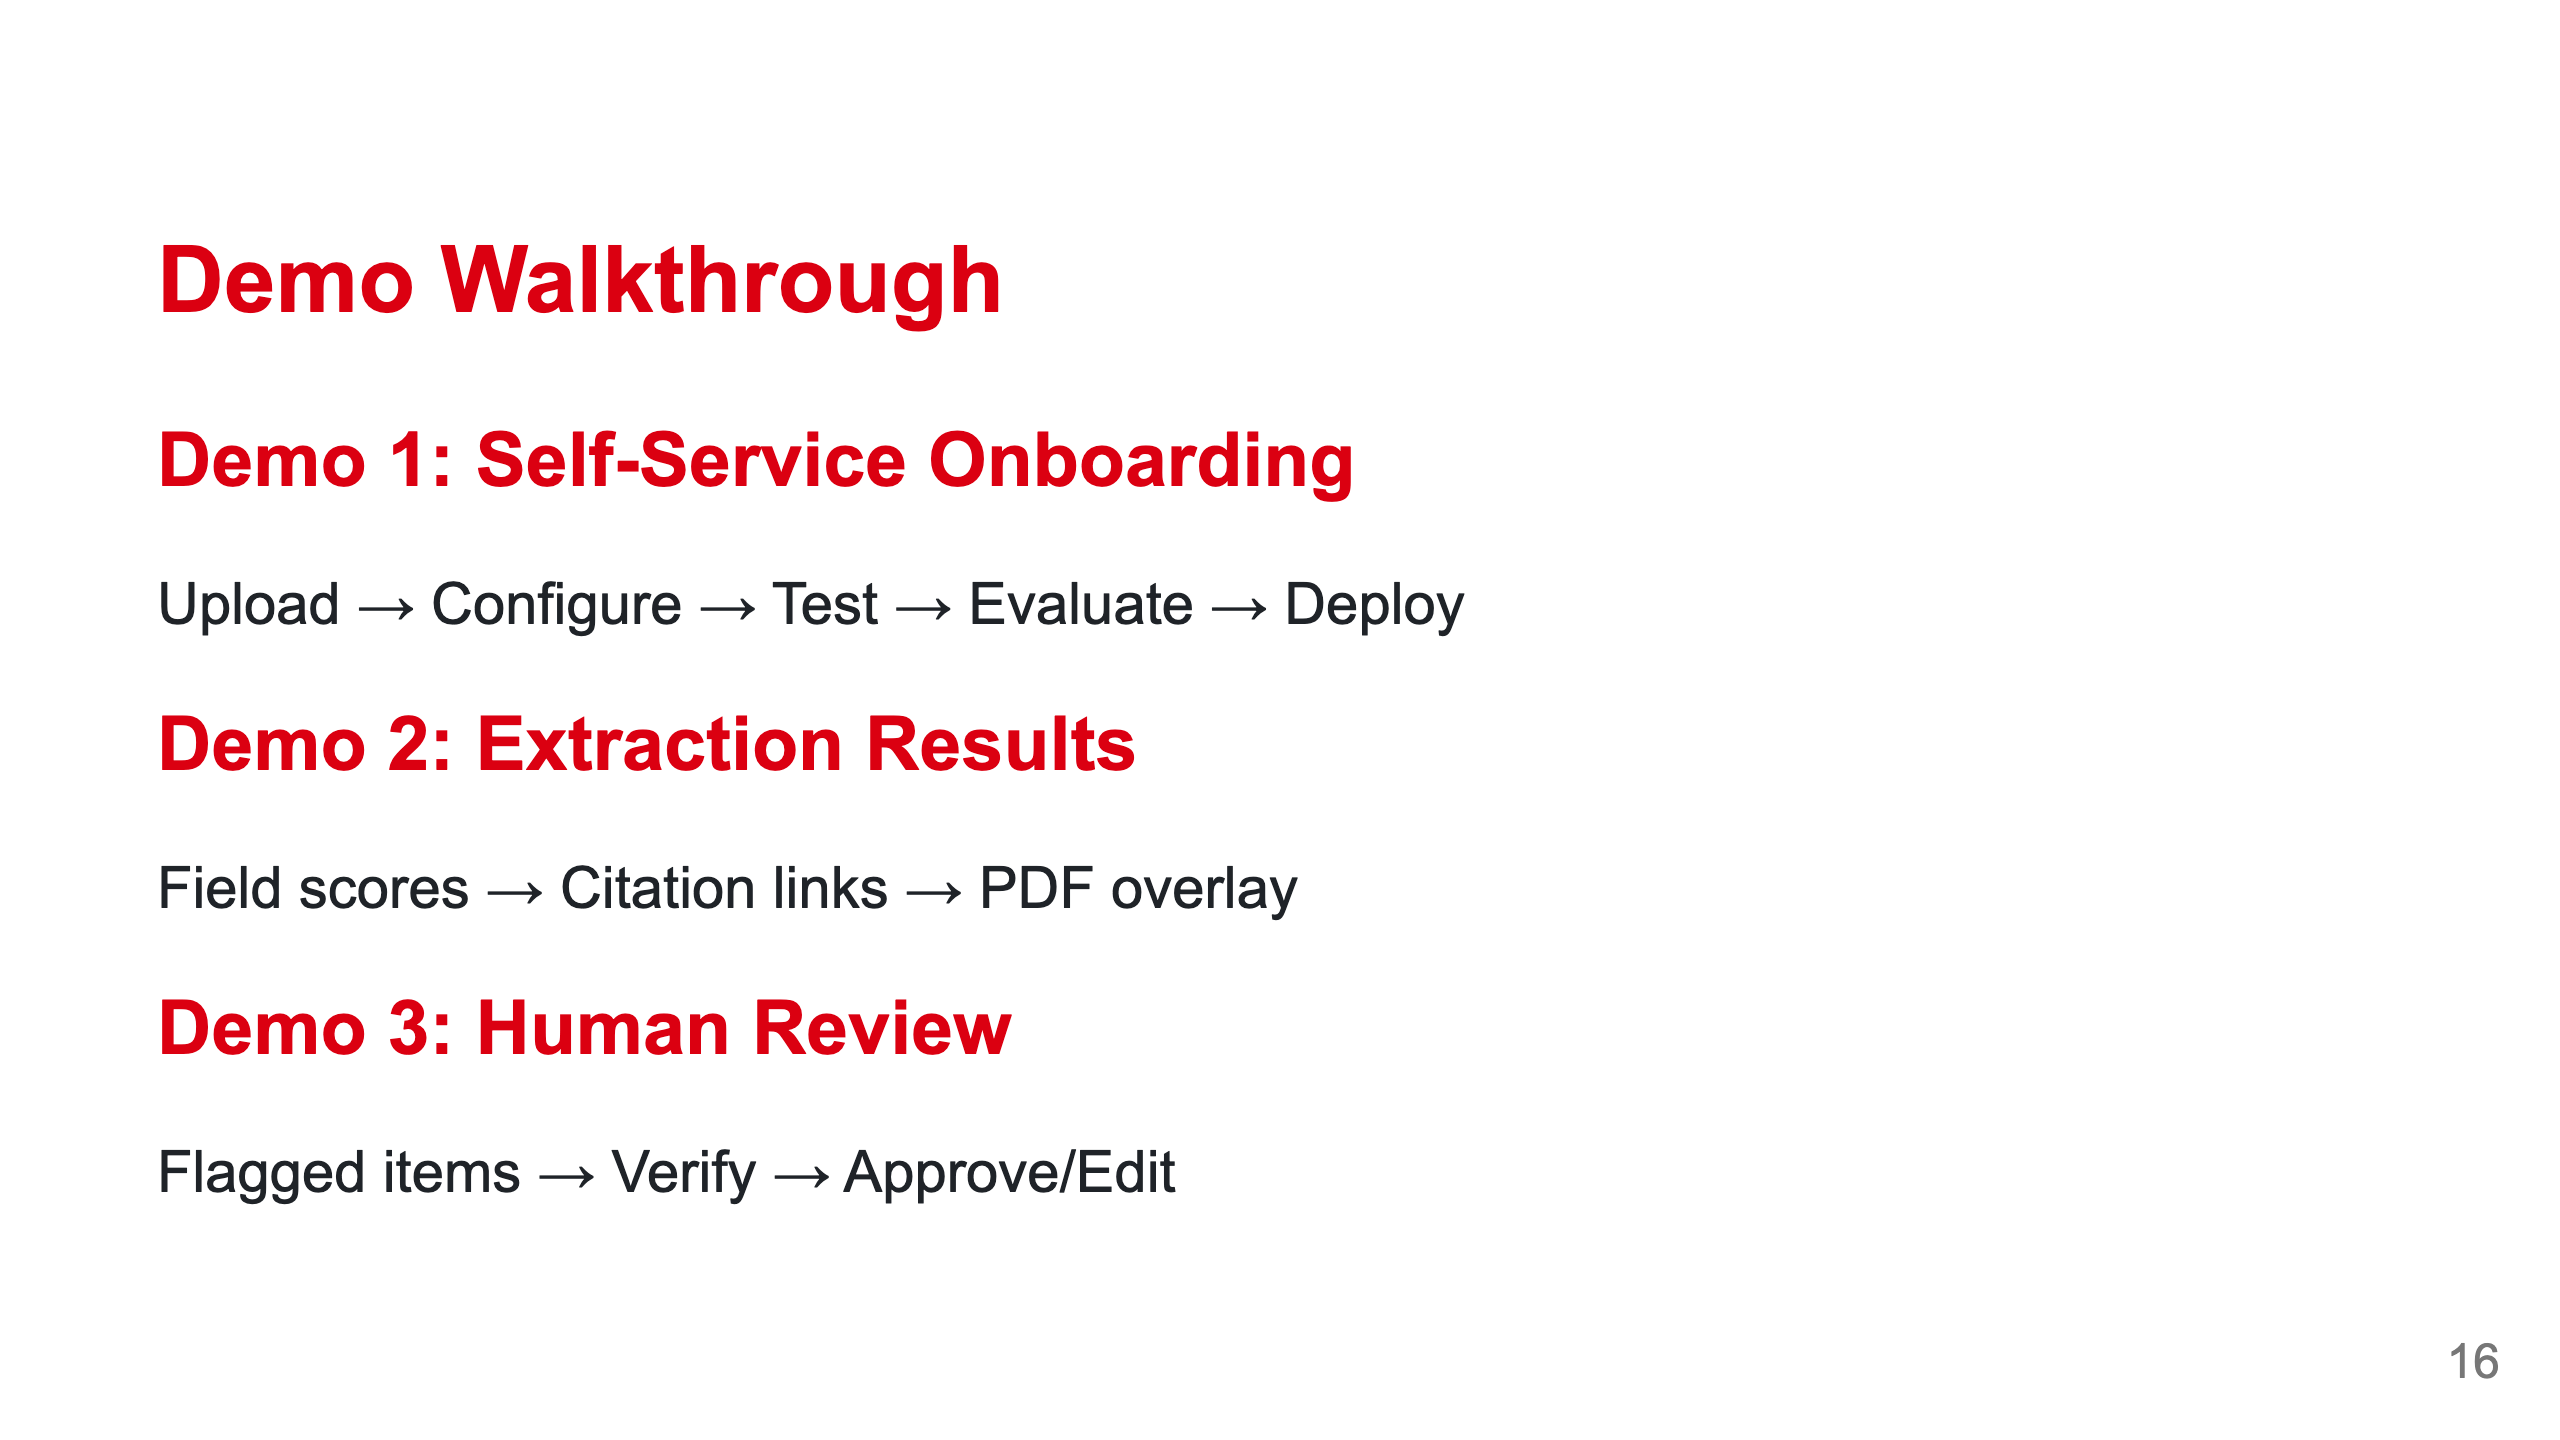 Demo Walkthrough
Demo 1: Self-Service Onboarding
Upload → Configure → Test → Evaluate → Deploy
Demo 2: Extraction Results
Field scores → Citation links → PDF overlay
Demo 3: Human Review
Flagged items → Verify → Approve/Edit
16